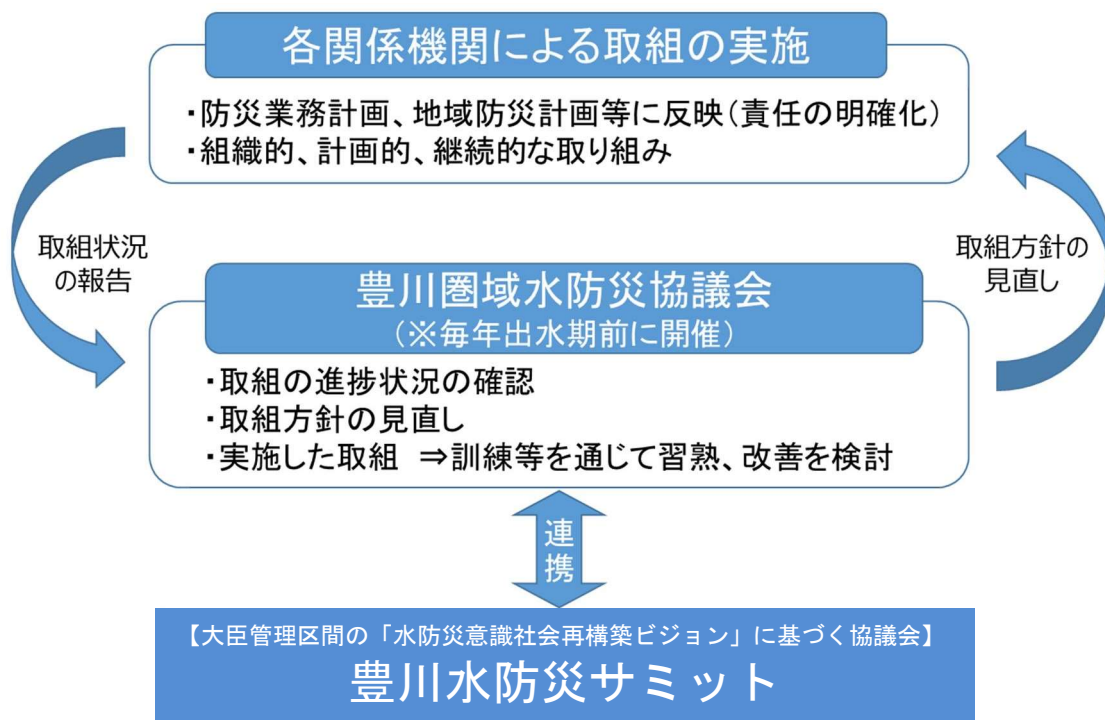 各関係機関による取組の実施
・防災業務計画、地域防災計画等に反映(責任の明確化)
・組織的、計画的、継続的な取り組み
取組状況
の報告
取組方針の
見直し
豊川圏域水防災協議会
(※毎年出水期前に開催)
・取組の進捗状況の確認
・取組方針の見直し
・実施した取組 ⇒訓練等を通じて習熟、改善を検討
連
携
【大臣管理区間の「水防災意識社会再構築ビジョン」に基づく協議会】
豊川水防災サミット